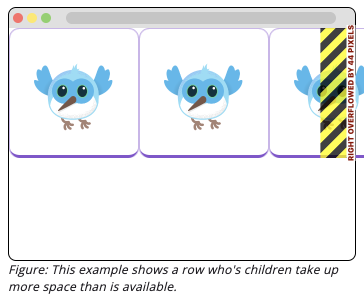 RIGHT OVERFLOWED BY 44 PIXELS
Figure: This example shows a row who's children take up
more space than is available.